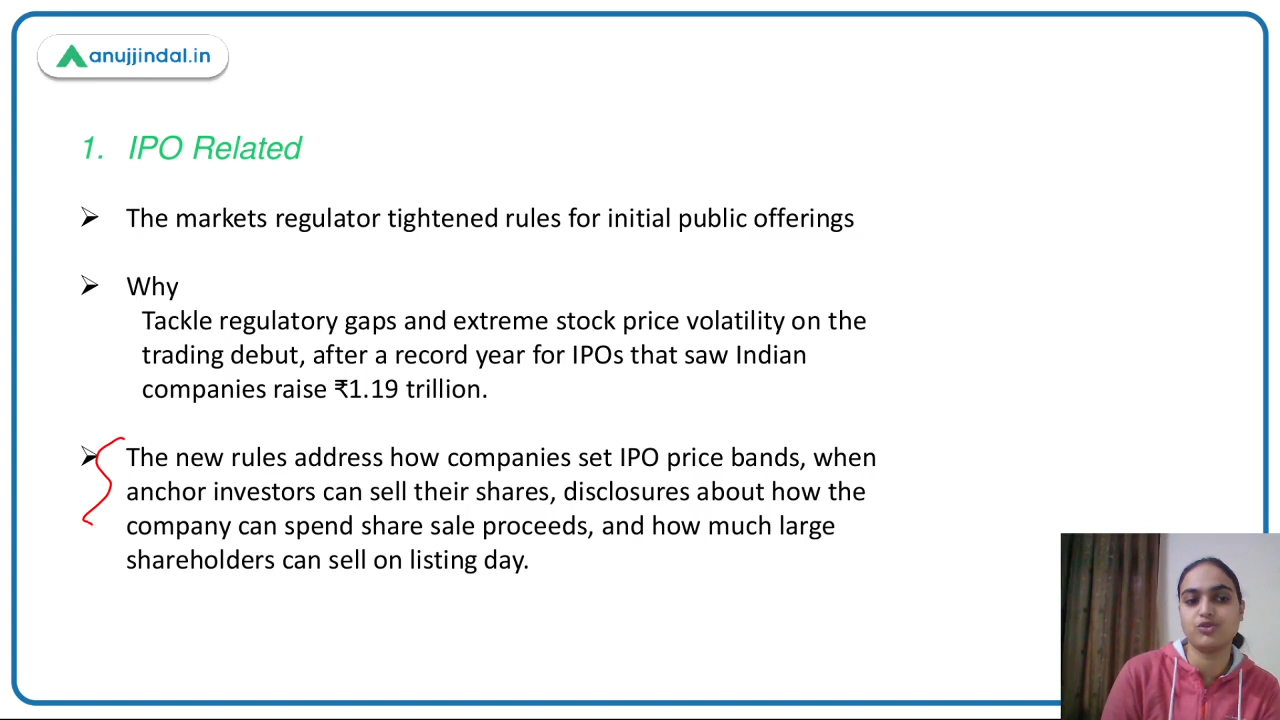 anujjindal.in
1. IPO Related
➢ The markets regulator tightened rules for initial public offerings
➢ Why
Tackle regulatory gaps and extreme stock price volatility on the
trading debut, after a record year for IPOs that saw Indian
companies raise ₹1.19 trillion.
➢ The new rules address how companies set IPO price bands, when
anchor investors can sell their shares, disclosures about how the
company can spend share sale proceeds, and how much large
shareholders can sell on listing day.